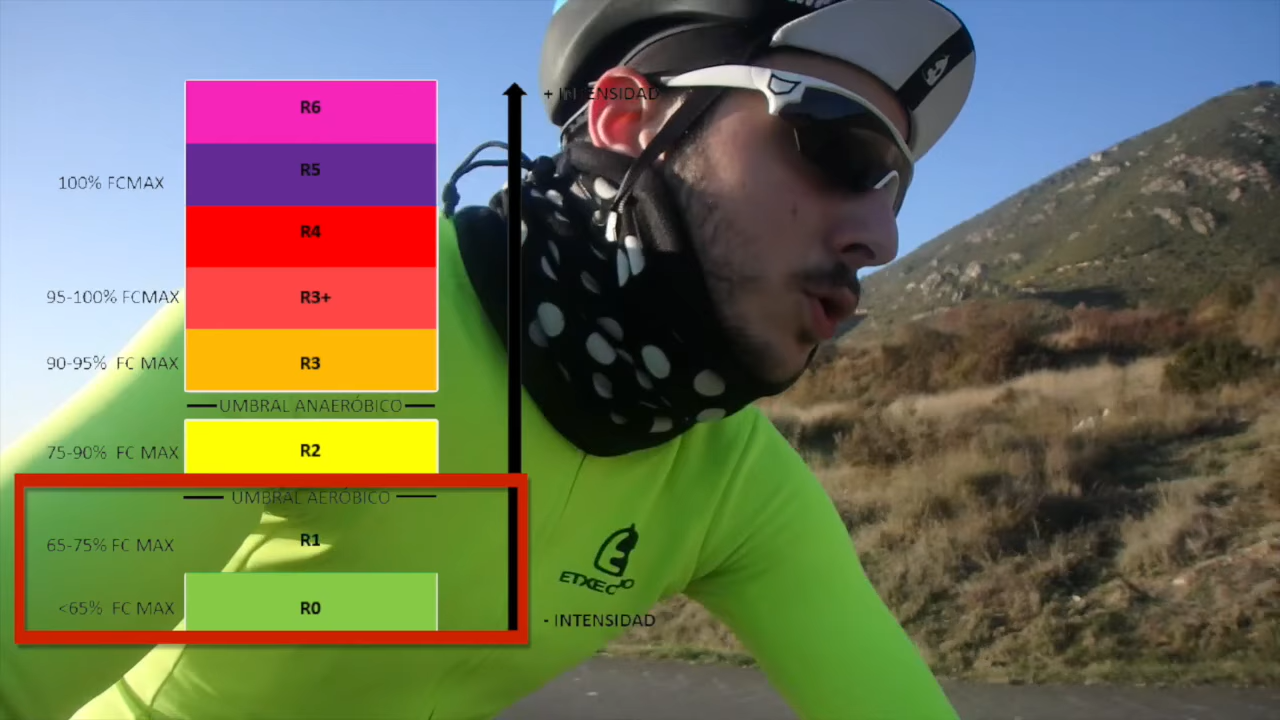 + INTENSIDAD
R6
R5
100% FCMAX
R4
95-100% FCMAX R3+
90-95% FC MAX R3
UMBRAL ANAERÓBICO
75-90% FC MAX R2
UMBRAL AERÓBICO
65-75% FC MAX R1
<65% FC MAX R0
- INTENSIDAD